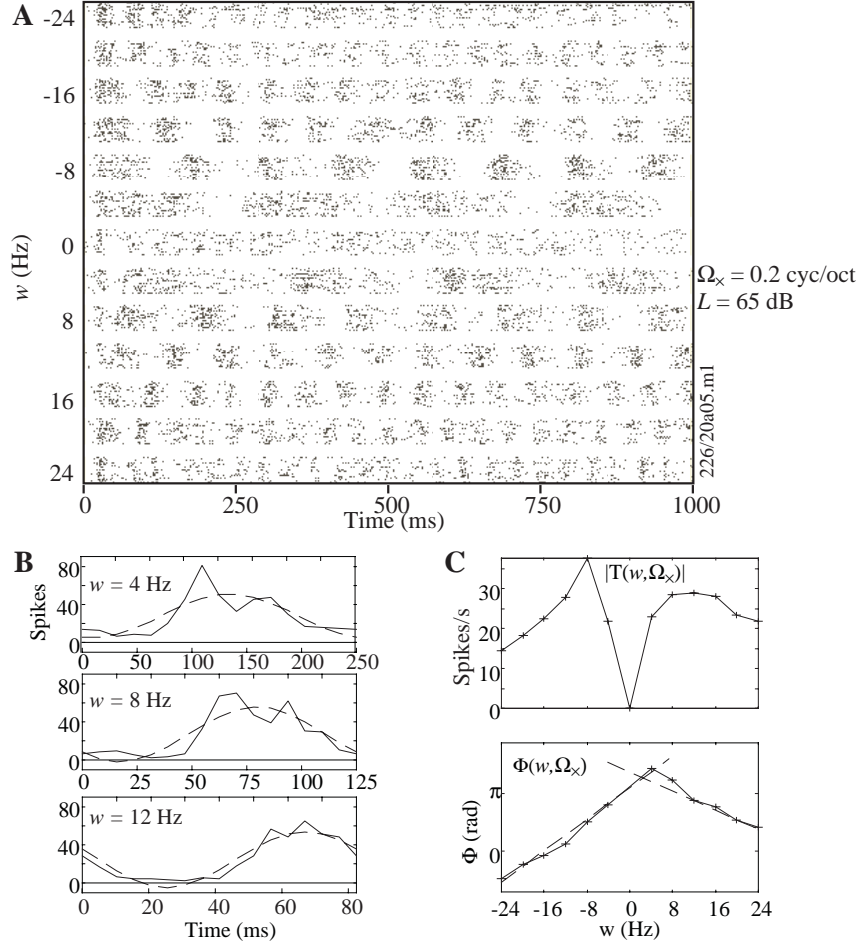 A
-24
-16
-8
0
8
16
24
w (Hz)
0 250 500 750 1000
Time (ms)
Ω× = 0.2 cyc/oct
L = 65 dB
226/20a05.m1
B
Spikes
80
40
0
w = 4 Hz
0 50 100 150 200 250
80
40
0
w = 8 Hz
0 25 50 75 100 125
80
40
0
w = 12 Hz
0 20 40 60 80
Time (ms)
C
|T(w,Ω×)|
Spikes/s
30
20
10
0
Φ(w,Ω×)
Φ (rad)
π
0
-24 -16 -8 0 8 16 24
w (Hz)